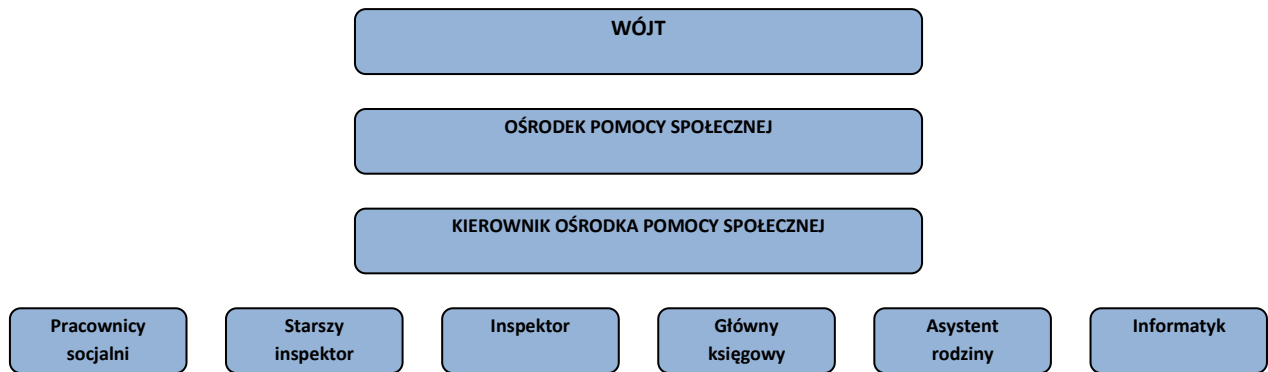 WÓJT
OŚRODEK POMOCY SPOŁECZNEJ
KIEROWNIK OŚRODKA POMOCY SPOŁECZNEJ
Pracownicy
socjalni
Starszy
inspektor
Inspektor
Główny
księgowy
Asystent
rodziny
Informatyk